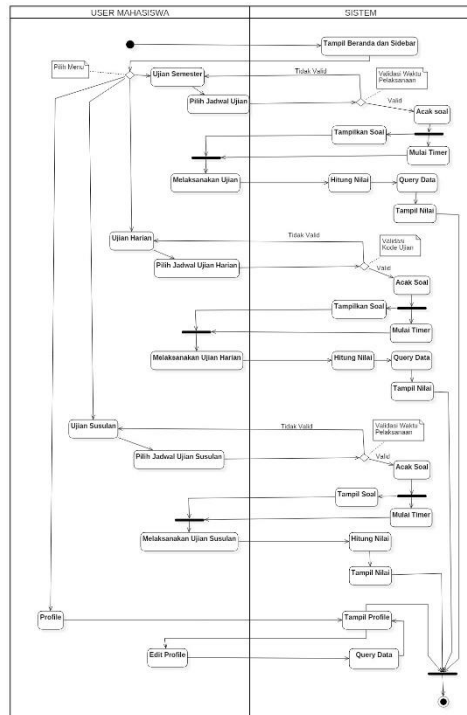 USER MAHASISWA
SISTEM
Tampil Beranda dan Sidebar
Pilih Menu
Ujian Semester
Tidak Valid
Validasi Waktu
Pelaksanaan
Pilih Jadwal Ujian
Valid
Acak soal
Tampilkan Soal
Mulai Timer
Melaksanakan Ujian
Hitung Nilai
Query Data
Tampil Nilai
Ujian Harian
Tidak Valid
Validasi
Kode Ujian
Pilih Jadwal Ujian Harian
Valid
Acak Soal
Tampilkan Soal
Mulai Timer
Melaksanakan Ujian Harian
Hitung Nilai
Query Data
Tampil Nilai
Ujian Susulan
Tidak Valid
Validasi Waktu
Pelaksanaan
Pilih Jadwal Ujian Susulan
Valid
Acak Soal
Tampil Soal
Mulai Timer
Melaksanakan Ujian Susulan
Hitung Nilai
Tampil Nilai
Profile
Tampil Profile
Edit Profile
Query Data